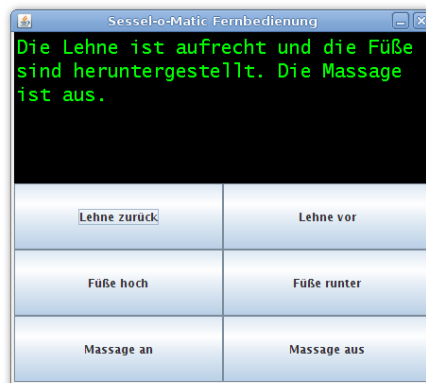 Sessel-o-Matic Fernbedienung
Die Lehne ist aufrecht und die Füße
sind heruntergestellt. Die Massage
ist aus.
Lehne zurück
Lehne vor
Füße hoch
Füße runter
Massage an
Massage aus